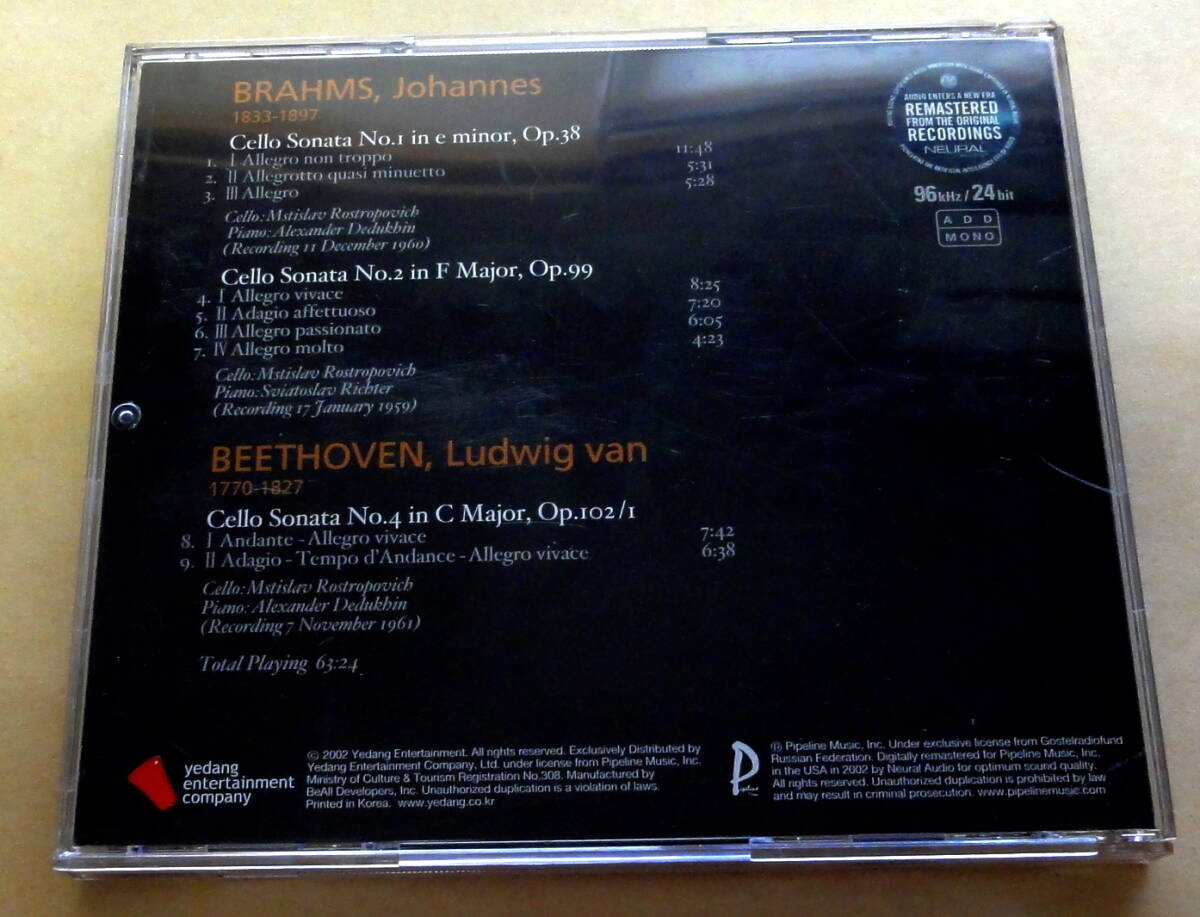 BRAHMS, Johannes
1833-1897
Cello Sonata No.1 in e minor, Op.38
1. I Allegro non troppo 11:48
2. II Allegrotto quasi minuetto 5:31
3. III Allegro 5:28
Cello: Mstislav Rostropovich
Piano: Alexander Dedukhin
(Recording 11 December 1960)
Cello Sonata No.2 in F Major, Op.99
4. I Allegro vivace 8:25
5. II Adagio affettuoso 7:20
6. III Allegro passionato 6:05
7. IV Allegro molto 4:23
Cello: Mstislav Rostropovich
Piano: Sviatoslav Richter
(Recording 17 January 1959)
BEETHOVEN, Ludwig van
1770-1827
Cello Sonata No.4 in C Major, Op.102/1
8. I Andante - Allegro vivace 7:42
9. II Adagio - Tempo d'Andance - Allegro vivace 6:38
Cello: Mstislav Rostropovich
Piano: Alexander Dedukhin
(Recording 7 November 1961)
Total Playing 63:24
AUDIO ENTERS A NEW ERA
REMASTERED
FROM THE ORIGINAL
RECORDINGS
NEURAL
96kHz / 24bit
A D D
MONO
yedang
entertainment
company
© 2002 Yedang Entertainment. All rights reserved. Exclusively Distributed by
Yedang Entertainment Company, Ltd. under license from Pipeline Music, Inc.
Ministry of Culture & Tourism Registration No.308. Manufactured by
BeAll Developers, Inc. Unauthorized duplication is a violation of laws.
Printed in Korea. www.yedang.co.kr
P
℗ Pipeline Music, Inc. Under exclusive license from Gostelradiofund
Russian Federation. Digitally remastered for Pipeline Music, Inc.
in the USA in 2002 by Neural Audio for optimum sound quality.
All rights reserved. Unauthorized duplication is prohibited by law
and may result in criminal prosecution. www.pipelinemusic.com